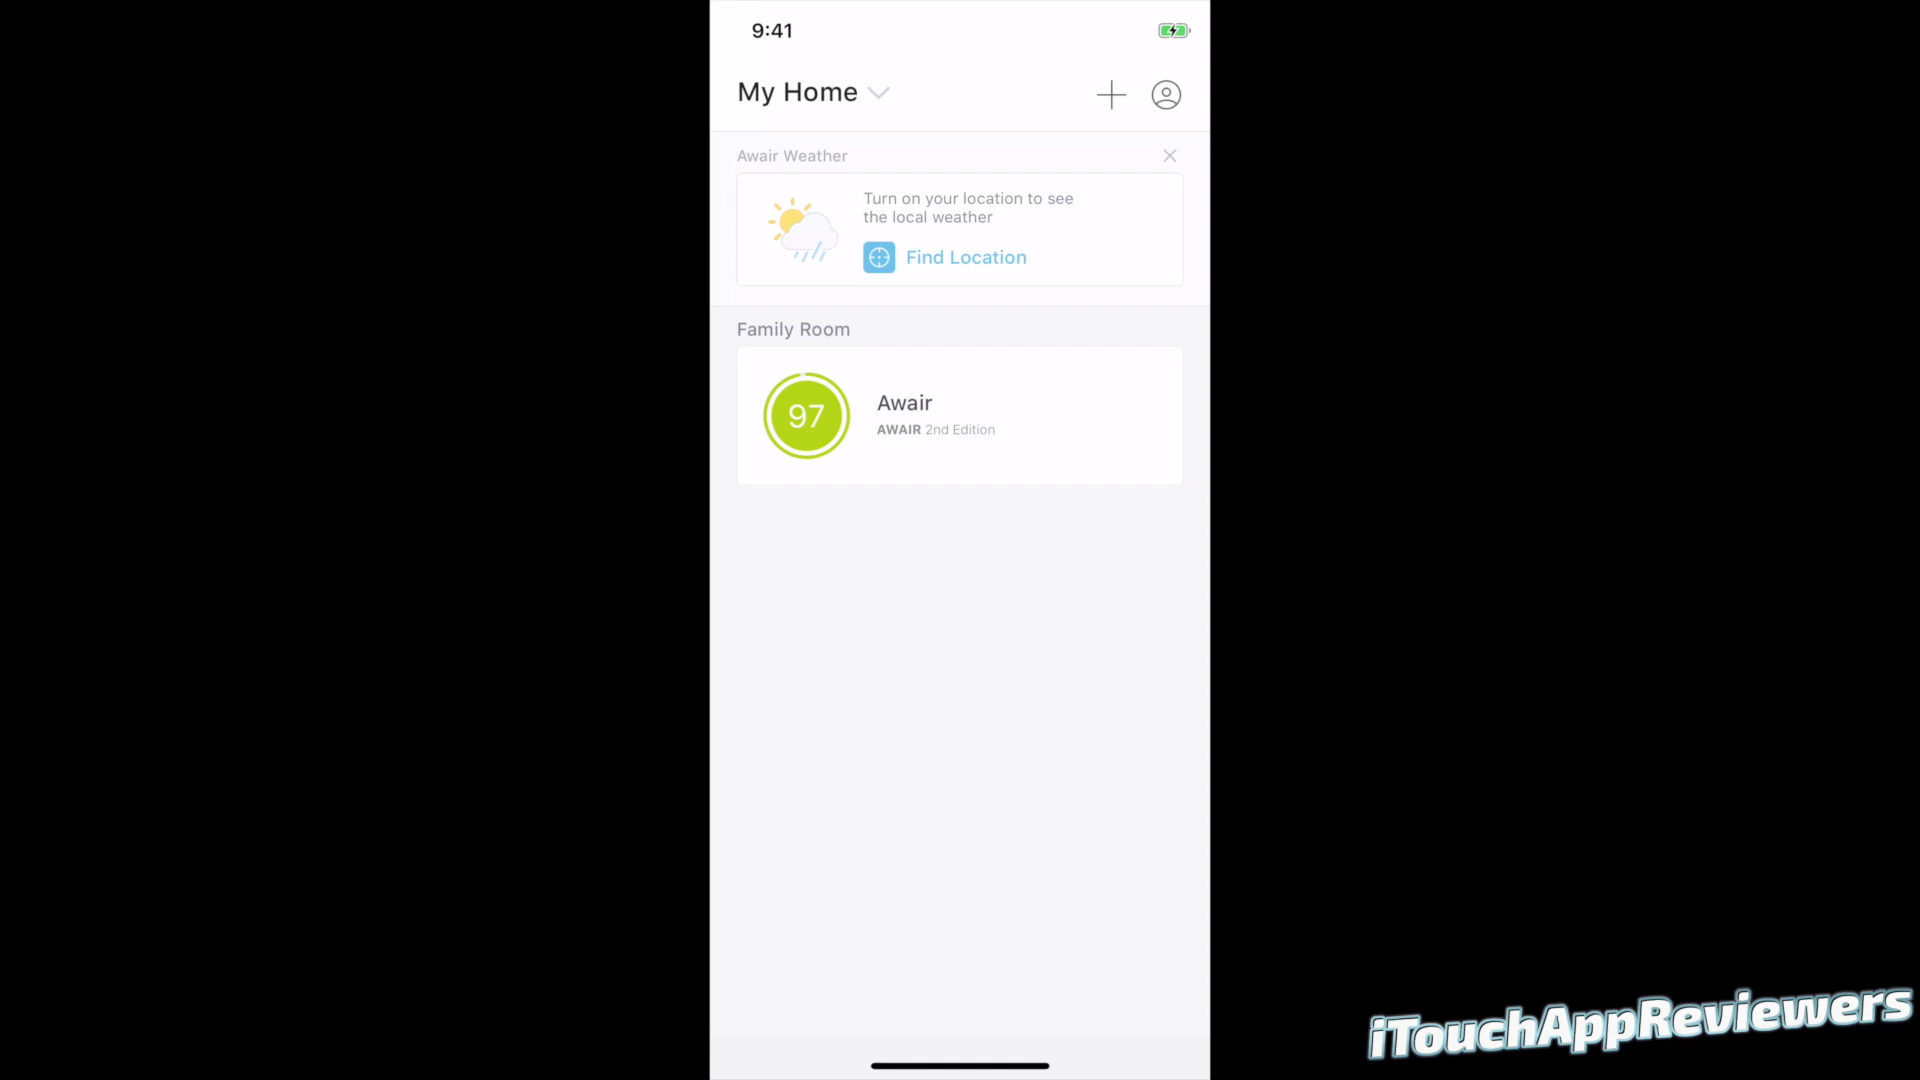 9:41
My Home
Awair Weather
Turn on your location to see
the local weather
Find Location
Family Room
97
Awair
AWAIR 2nd Edition
iTouchAppReviewers